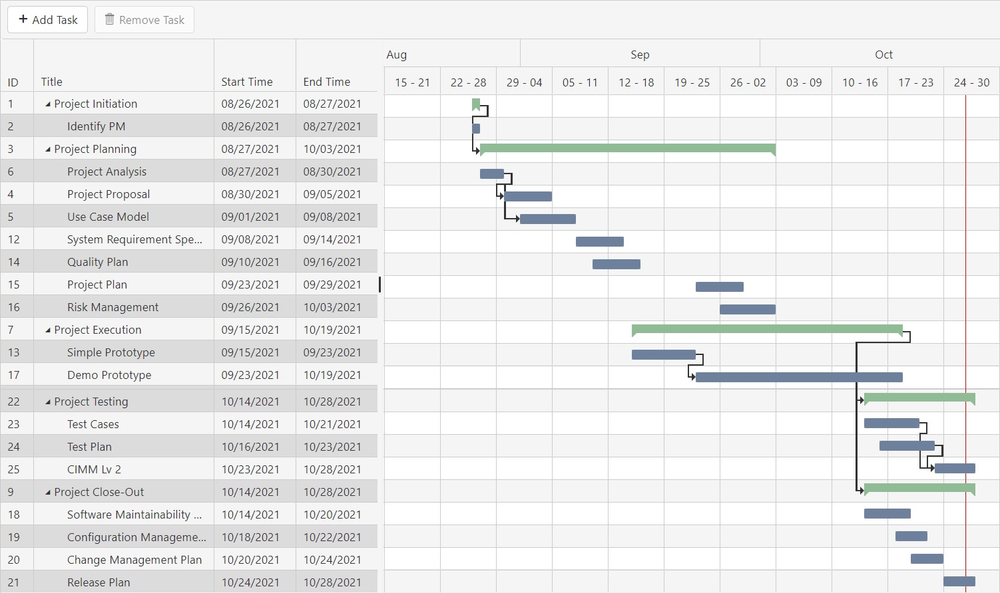 + Add Task Remove Task
Aug Sep Oct
ID Title Start Time End Time 15 - 21 22 - 28 29 - 04 05 - 11 12 - 18 19 - 25 26 - 02 03 - 09 10 - 16 17 - 23 24 - 30
1 Project Initiation 08/26/2021 08/27/2021
2 Identify PM 08/26/2021 08/27/2021
3 Project Planning 08/27/2021 10/03/2021
6 Project Analysis 08/27/2021 08/30/2021
4 Project Proposal 08/30/2021 09/05/2021
5 Use Case Model 09/01/2021 09/08/2021
12 System Requirement Spe... 09/08/2021 09/14/2021
14 Quality Plan 09/10/2021 09/16/2021
15 Project Plan 09/23/2021 09/29/2021
16 Risk Management 09/26/2021 10/03/2021
7 Project Execution 09/15/2021 10/19/2021
13 Simple Prototype 09/15/2021 09/23/2021
17 Demo Prototype 09/23/2021 10/19/2021
22 Project Testing 10/14/2021 10/28/2021
23 Test Cases 10/14/2021 10/21/2021
24 Test Plan 10/16/2021 10/23/2021
25 CIMM Lv 2 10/23/2021 10/28/2021
9 Project Close-Out 10/14/2021 10/28/2021
18 Software Maintainability ... 10/14/2021 10/20/2021
19 Configuration Manageme... 10/18/2021 10/22/2021
20 Change Management Plan 10/20/2021 10/24/2021
21 Release Plan 10/24/2021 10/28/2021